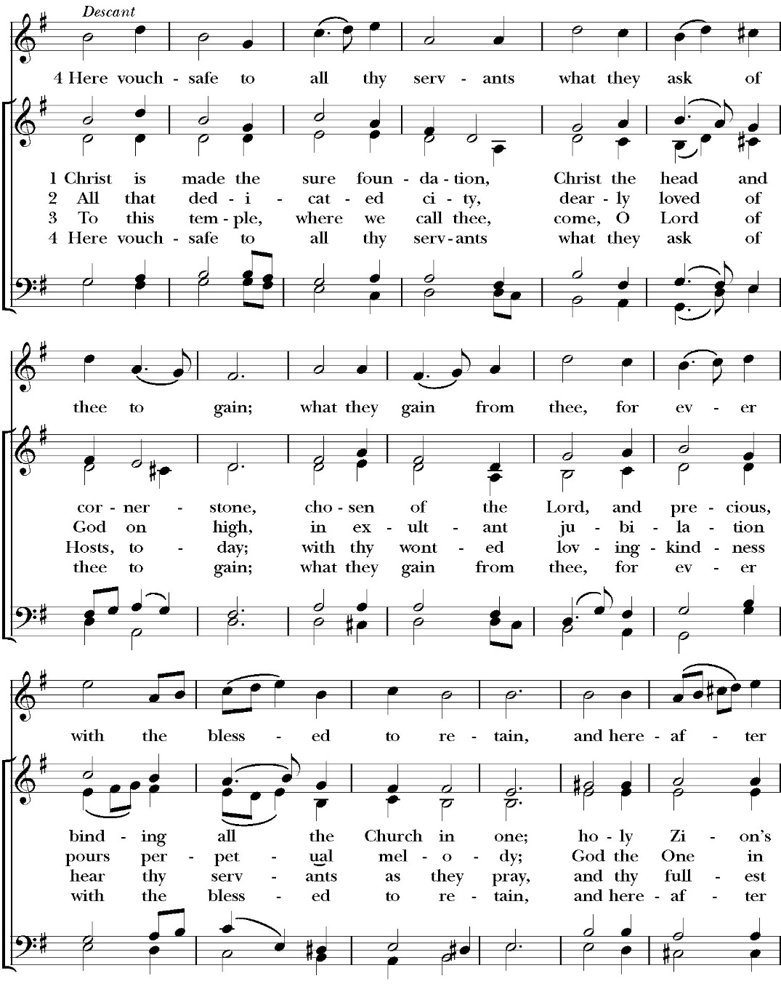 Descant
4 Here vouch - safe to all thy serv - ants what they ask of
1 Christ is made the sure foun - da - tion, Christ the head and
2 All that ded - i - cat - ed ci - ty, dear - ly loved of
3 To this tem - ple, where we call thee, come, O Lord of
4 Here vouch - safe to all thy serv - ants what they ask of
thee to gain; what they gain from thee, for ev - er
cor - ner - stone, cho - sen of the Lord, and pre - cious,
God on high, in ex - ult - ant ju - bi - la - tion
Hosts, to - day; with thy wont - ed lov - ing - kind - ness
thee to gain; what they gain from thee, for ev - er
with the bless - ed to re - tain, and here - af - ter
bind - ing all the Church in one; ho - ly Zi - on's
pours per - pet - ual mel - o - dy; God the One in
hear thy serv - ants as they pray, and thy full - est
with the bless - ed to re - tain, and here - af - ter